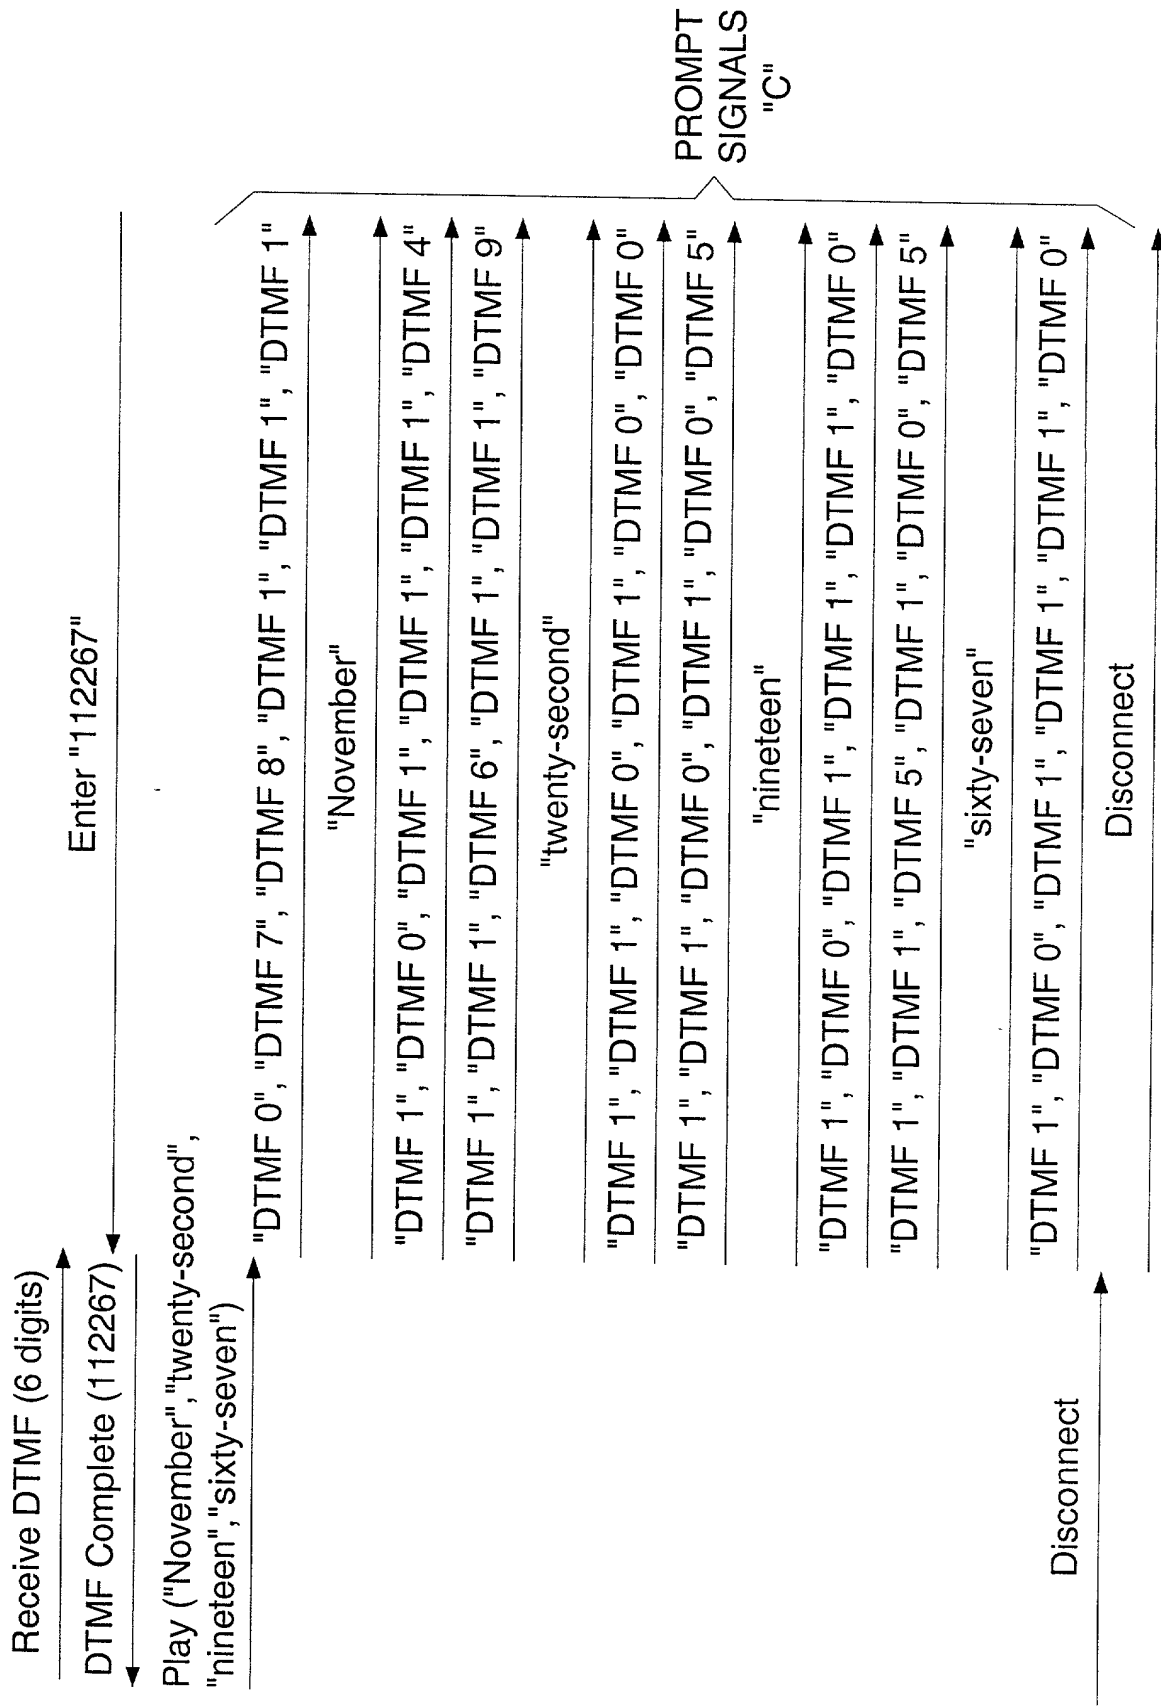 Receive DTMF (6 digits)
Enter "112267"
DTMF Complete (112267)
Play ("November","twenty-second",
"nineteen","sixty-seven")
"DTMF 0", "DTMF 7", "DTMF 8", "DTMF 1", "DTMF 1", "DTMF 1"
"November"
"DTMF 1", "DTMF 0", "DTMF 1", "DTMF 1", "DTMF 1", "DTMF 4"
"DTMF 1", "DTMF 1", "DTMF 6", "DTMF 1", "DTMF 1", "DTMF 9"
"twenty-second"
"DTMF 1", "DTMF 1", "DTMF 0", "DTMF 1", "DTMF 0", "DTMF 0"
"DTMF 1", "DTMF 1", "DTMF 0", "DTMF 1", "DTMF 0", "DTMF 5"
"nineteen"
"DTMF 1", "DTMF 0", "DTMF 1", "DTMF 1", "DTMF 1", "DTMF 0"
"DTMF 1", "DTMF 1", "DTMF 5", "DTMF 1", "DTMF 0", "DTMF 5"
"sixty-seven"
"DTMF 1", "DTMF 0", "DTMF 1", "DTMF 1", "DTMF 1", "DTMF 0"
Disconnect
Disconnect
PROMPT
SIGNALS
"C"